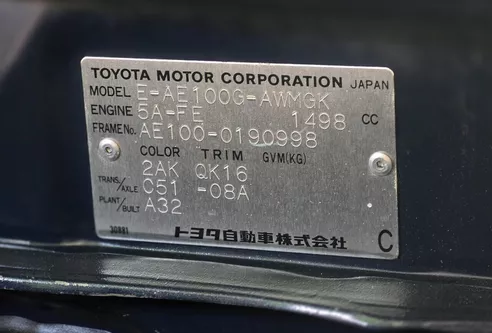 TOYOTA MOTOR CORPORATION JAPAN
MODEL E-AE100G-AWMGK
ENGINE 5A-FE 1498 CC
FRAME No. AE100-0190998
COLOR TRIM GVM(KG)
2AK QK16
TRANS./AXLE C51 -08A
PLANT/BUILT A32
トヨタ自動車株式会社 C